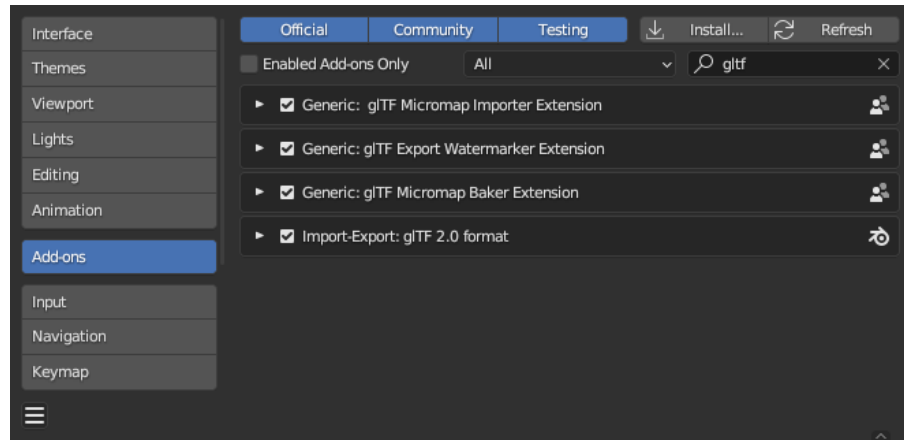 Interface
Themes
Viewport
Lights
Editing
Animation
Add-ons
Input
Navigation
Keymap
Official Community Testing Install... Refresh
Enabled Add-ons Only All gltf
Generic: glTF Micromap Importer Extension
Generic: glTF Export Watermarker Extension
Generic: glTF Micromap Baker Extension
Import-Export: glTF 2.0 format